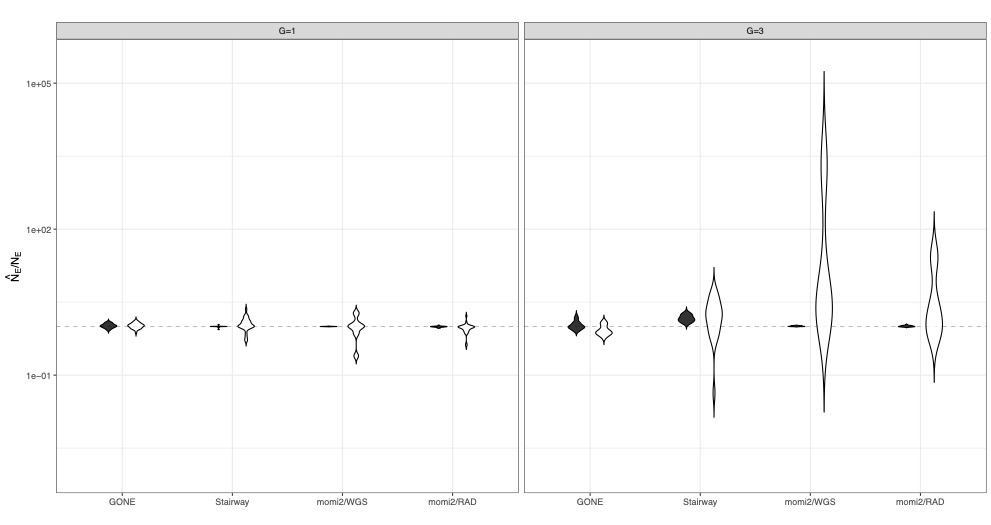 G=1 G=3
1e+05
1e+02
1e−01
N̂E/NE
GONE Stairway momi2/WGS momi2/RAD GONE Stairway momi2/WGS momi2/RAD